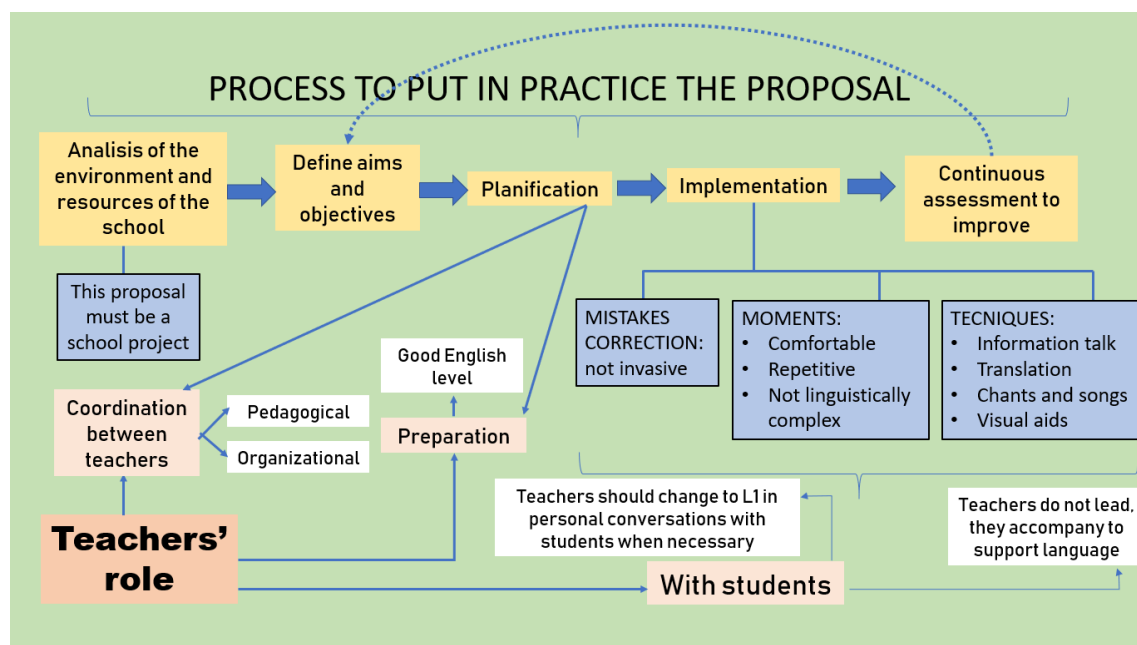 PROCESS TO PUT IN PRACTICE THE PROPOSAL
Analisis of the
environment and
resources of the
school
Define aims
and
objectives
Planification
Implementation
Continuous
assessment to
improve
This proposal
must be a
school project
MISTAKES
CORRECTION:
not invasive
MOMENTS:
• Comfortable
• Repetitive
• Not linguistically
complex
TECNIQUES:
• Information talk
• Translation
• Chants and songs
• Visual aids
Good English
level
Coordination
between
teachers
Pedagogical
Organizational
Preparation
Teachers should change to L1 in
personal conversations with
students when necessary
Teachers do not lead,
they accompany to
support language
Teachers’
role
With students